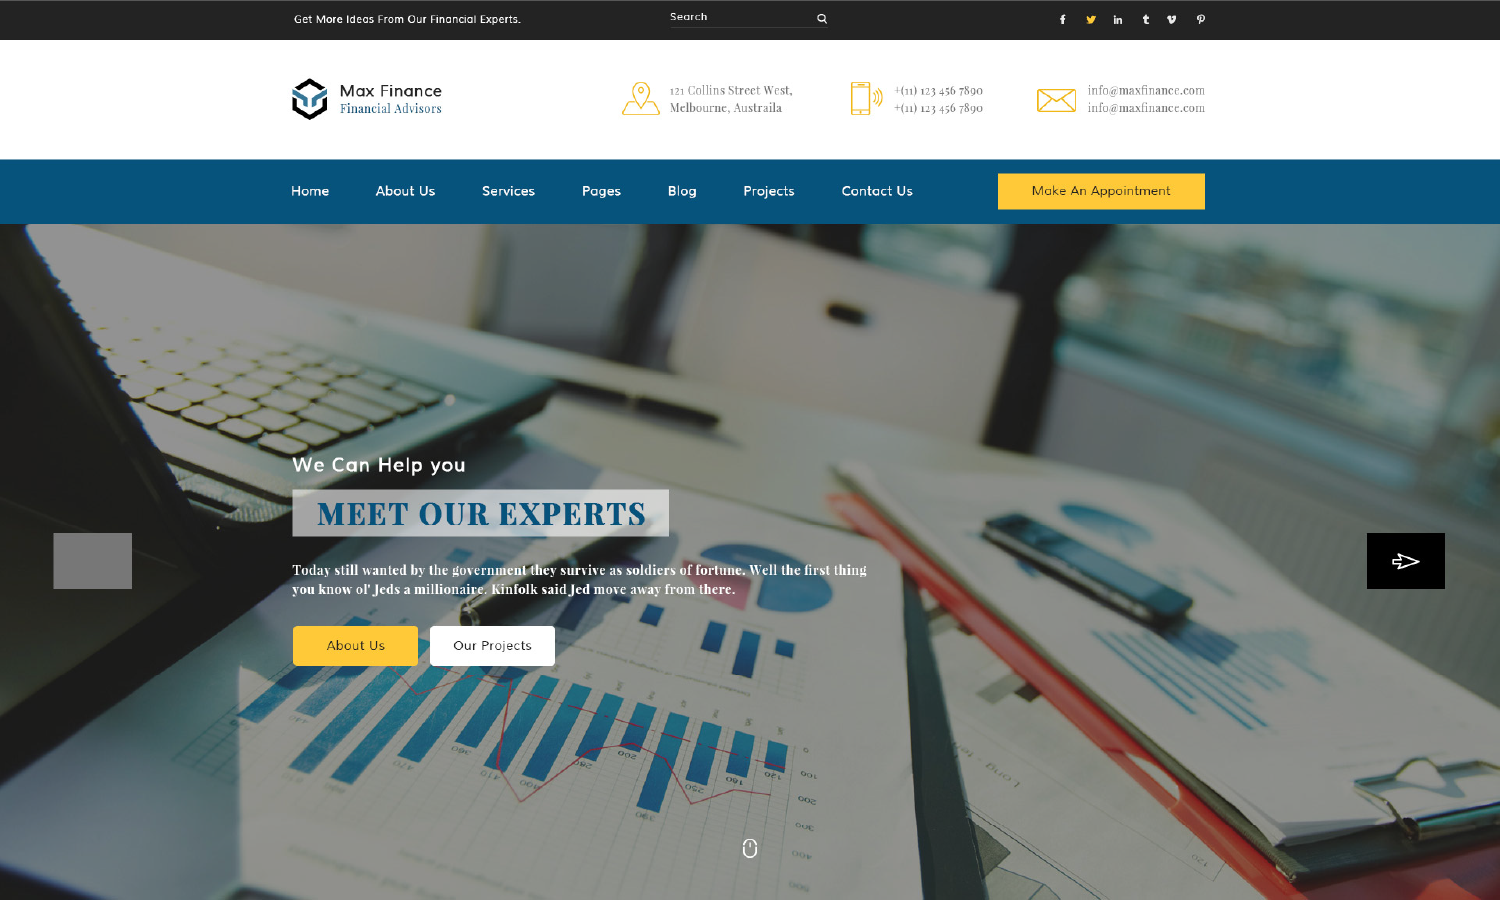 Get More Ideas From Our Financial Experts.
Search
Max Finance
Financial Advisors
121 Collins Street West,
Melbourne, Austraila
+(11) 123 456 7890
+(11) 123 456 7890
info@maxfinance.com
info@maxfinance.com
Home
About Us
Services
Pages
Blog
Projects
Contact Us
Make An Appointment
We Can Help you
MEET OUR EXPERTS
Today still wanted by the government they survive as soldiers of fortune. Well the first thing
you know ol' Jeds a millionaire. Kinfolk said Jed move away from there.
About Us
Our Projects